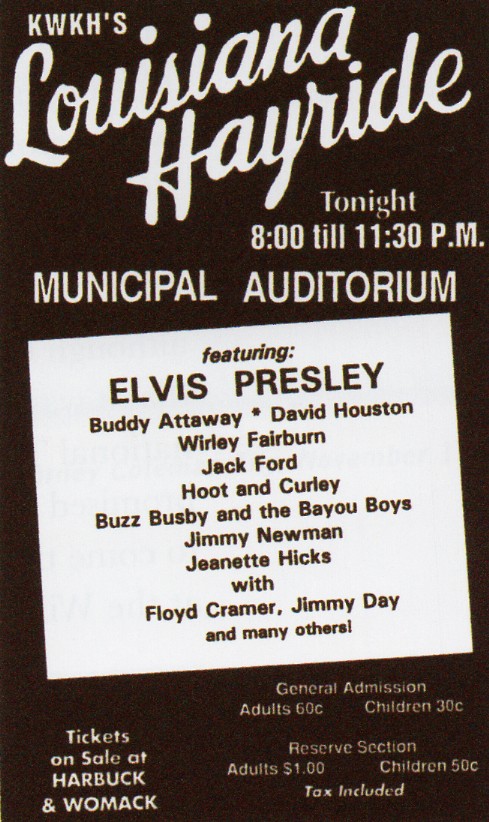 KWKH'S
Louisiana
Hayride
Tonight
8:00 till 11:30 P.M.
MUNICIPAL AUDITORIUM
featuring:
ELVIS PRESLEY
Buddy Attaway * David Houston
Wirley Fairburn
Jack Ford
Hoot and Curley
Buzz Busby and the Bayou Boys
Jimmy Newman
Jeanette Hicks
with
Floyd Cramer, Jimmy Day
and many others!
General Admission
Adults 60c Children 30c
Tickets
on Sale at
HARBUCK
& WOMACK
Reserve Section
Adults $1.00 Children 50c
Tax Included